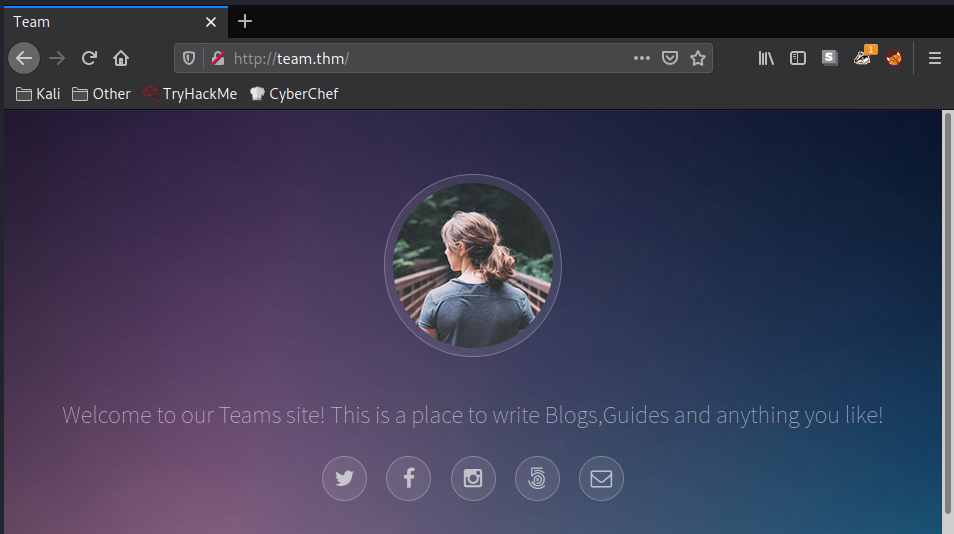 Team
http://team.thm/
1
Kali Other TryHackMe CyberChef
Welcome to our Teams site! This is a place to write Blogs,Guides and anything you like!